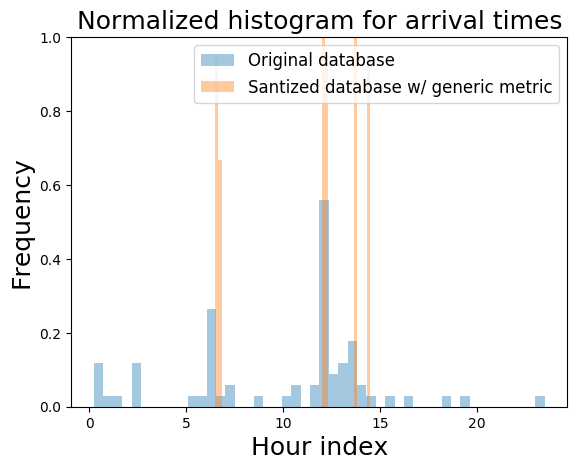 Normalized histogram for arrival times
Original database
Santized database w/ generic metric
Frequency
1.0
0.8
0.6
0.4
0.2
0.0
0 5 10 15 20
Hour index